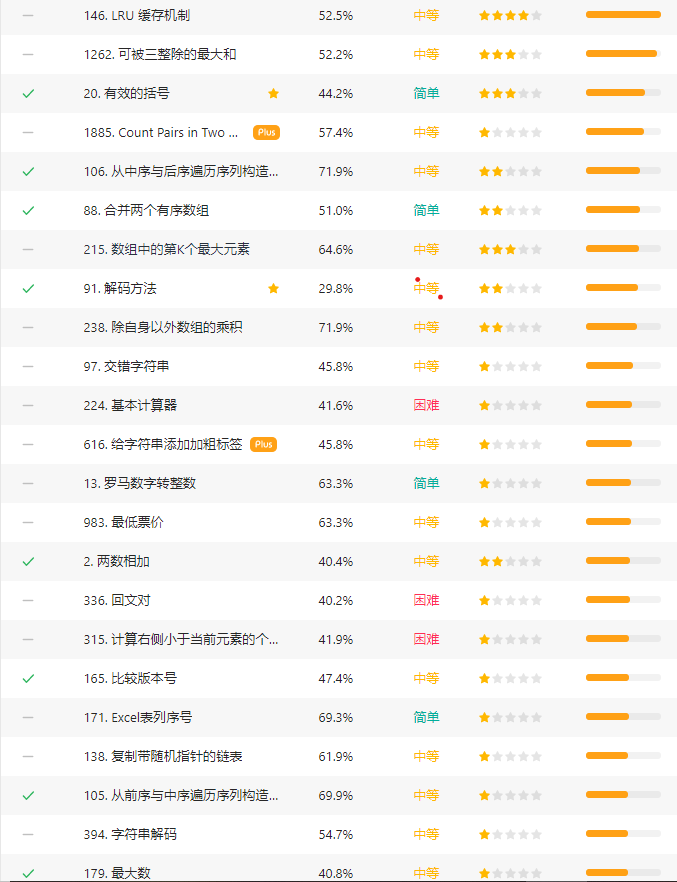 146. LRU 缓存机制 52.5% 中等
1262. 可被三整除的最大和 52.2% 中等
20. 有效的括号 44.2% 简单
1885. Count Pairs in Two ... Plus 57.4% 中等
106. 从中序与后序遍历序列构造... 71.9% 中等
88. 合并两个有序数组 51.0% 简单
215. 数组中的第K个最大元素 64.6% 中等
91. 解码方法 29.8% 中等
238. 除自身以外数组的乘积 71.9% 中等
97. 交错字符串 45.8% 中等
224. 基本计算器 41.6% 困难
616. 给字符串添加加粗标签 Plus 45.8% 中等
13. 罗马数字转整数 63.3% 简单
983. 最低票价 63.3% 中等
2. 两数相加 40.4% 中等
336. 回文对 40.2% 困难
315. 计算右侧小于当前元素的个... 41.9% 困难
165. 比较版本号 47.4% 中等
171. Excel表列序号 69.3% 简单
138. 复制带随机指针的链表 61.9% 中等
105. 从前序与中序遍历序列构造... 69.9% 中等
394. 字符串解码 54.7% 中等
179. 最大数 40.8% 中等